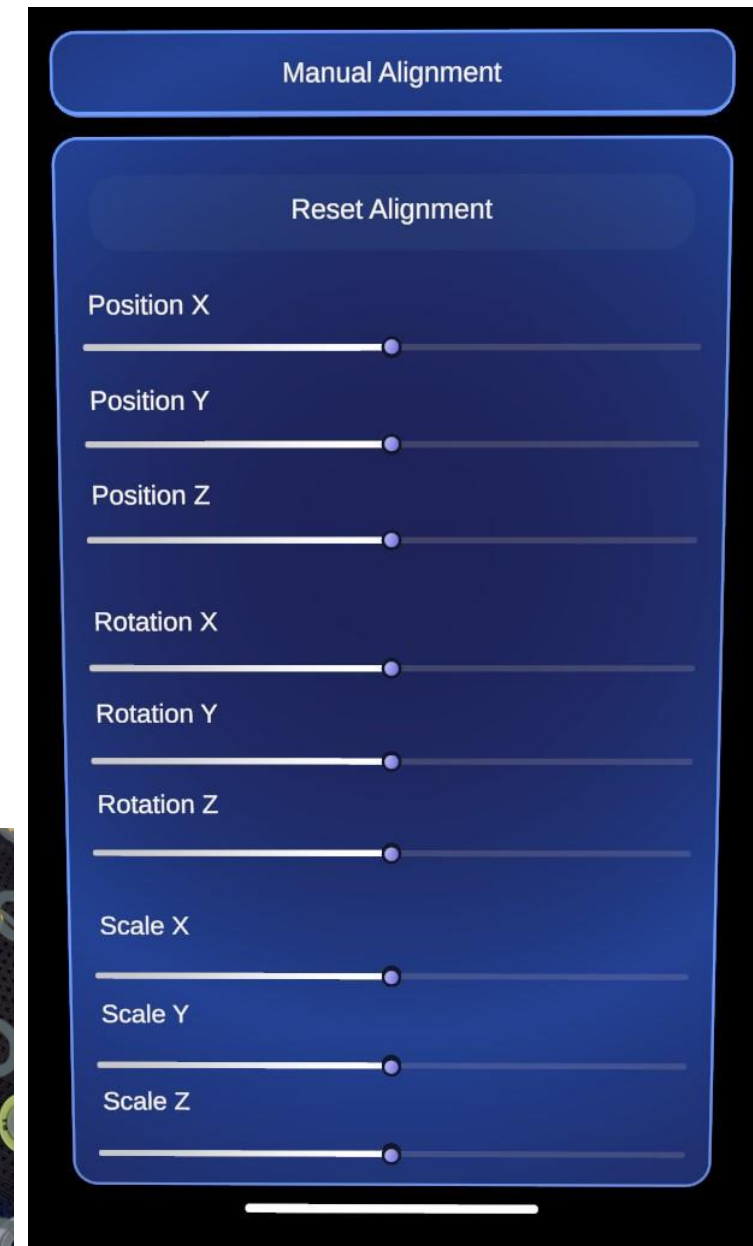 Manual Alignment
Reset Alignment
Position X
Position Y
Position Z
Rotation X
Rotation Y
Rotation Z
Scale X
Scale Y
Scale Z